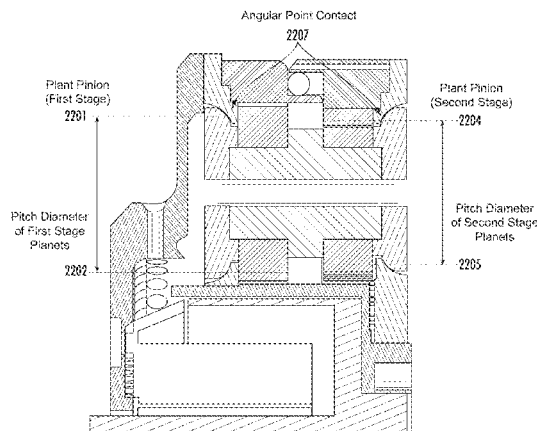 Angular Point Contact
2207
Plant Pinion
(First Stage)
2201
Plant Pinion
(Second Stage)
2204
Pitch Diameter
of First Stage
Planets
2202
Pitch Diameter
of Second Stage
Planets
2205